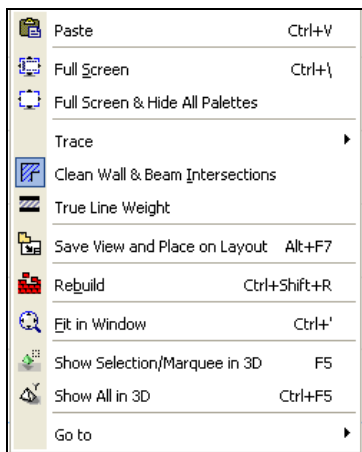 Paste Ctrl+V
Full Screen Ctrl+\
Full Screen & Hide All Palettes
Trace
Clean Wall & Beam Intersections
True Line Weight
Save View and Place on Layout Alt+F7
Rebuild Ctrl+Shift+R
Fit in Window Ctrl+'
Show Selection/Marquee in 3D F5
Show All in 3D Ctrl+F5
Go to